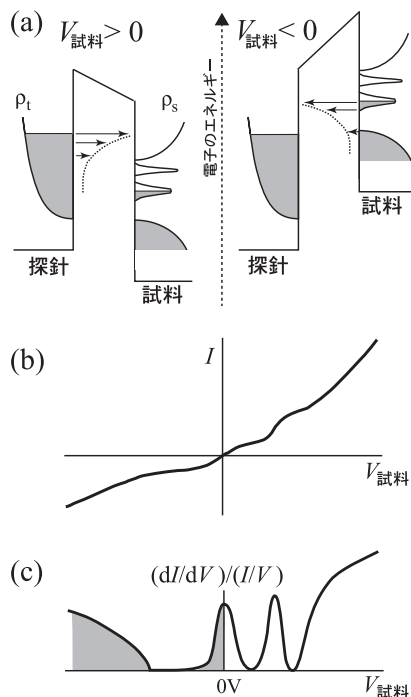 (a)
V試料 > 0
V試料 < 0
ρt
ρs
電子のエネルギー
探針
試料
探針
試料
(b)
I
V試料
(c)
(dI/dV)/(I/V)
0V
V試料